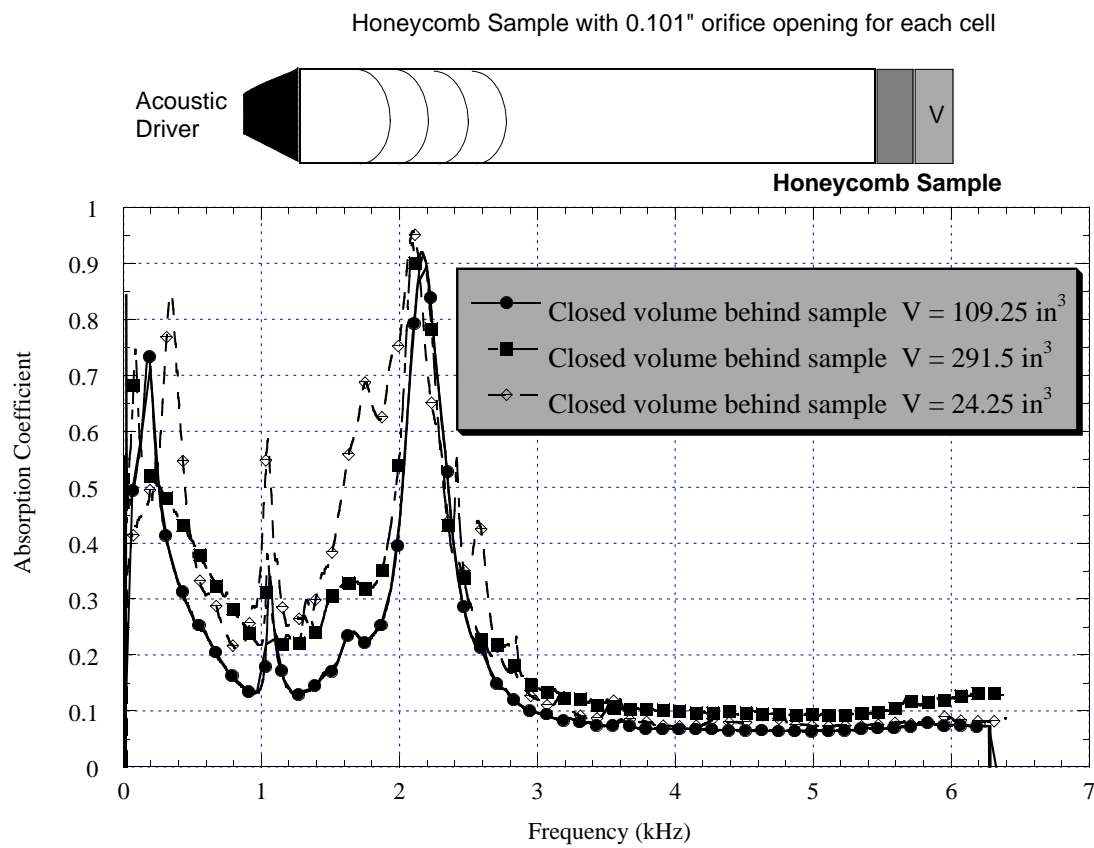 Honeycomb Sample with 0.101" orifice opening for each cell
Acoustic
Driver
V
Honeycomb Sample
1
0.9
0.8
0.7
0.6
0.5
0.4
0.3
0.2
0.1
0
Absorption Coefficient
Closed volume behind sample V = 109.25 in³
Closed volume behind sample V = 291.5 in³
Closed volume behind sample V = 24.25 in³
0 1 2 3 4 5 6 7
Frequency (kHz)